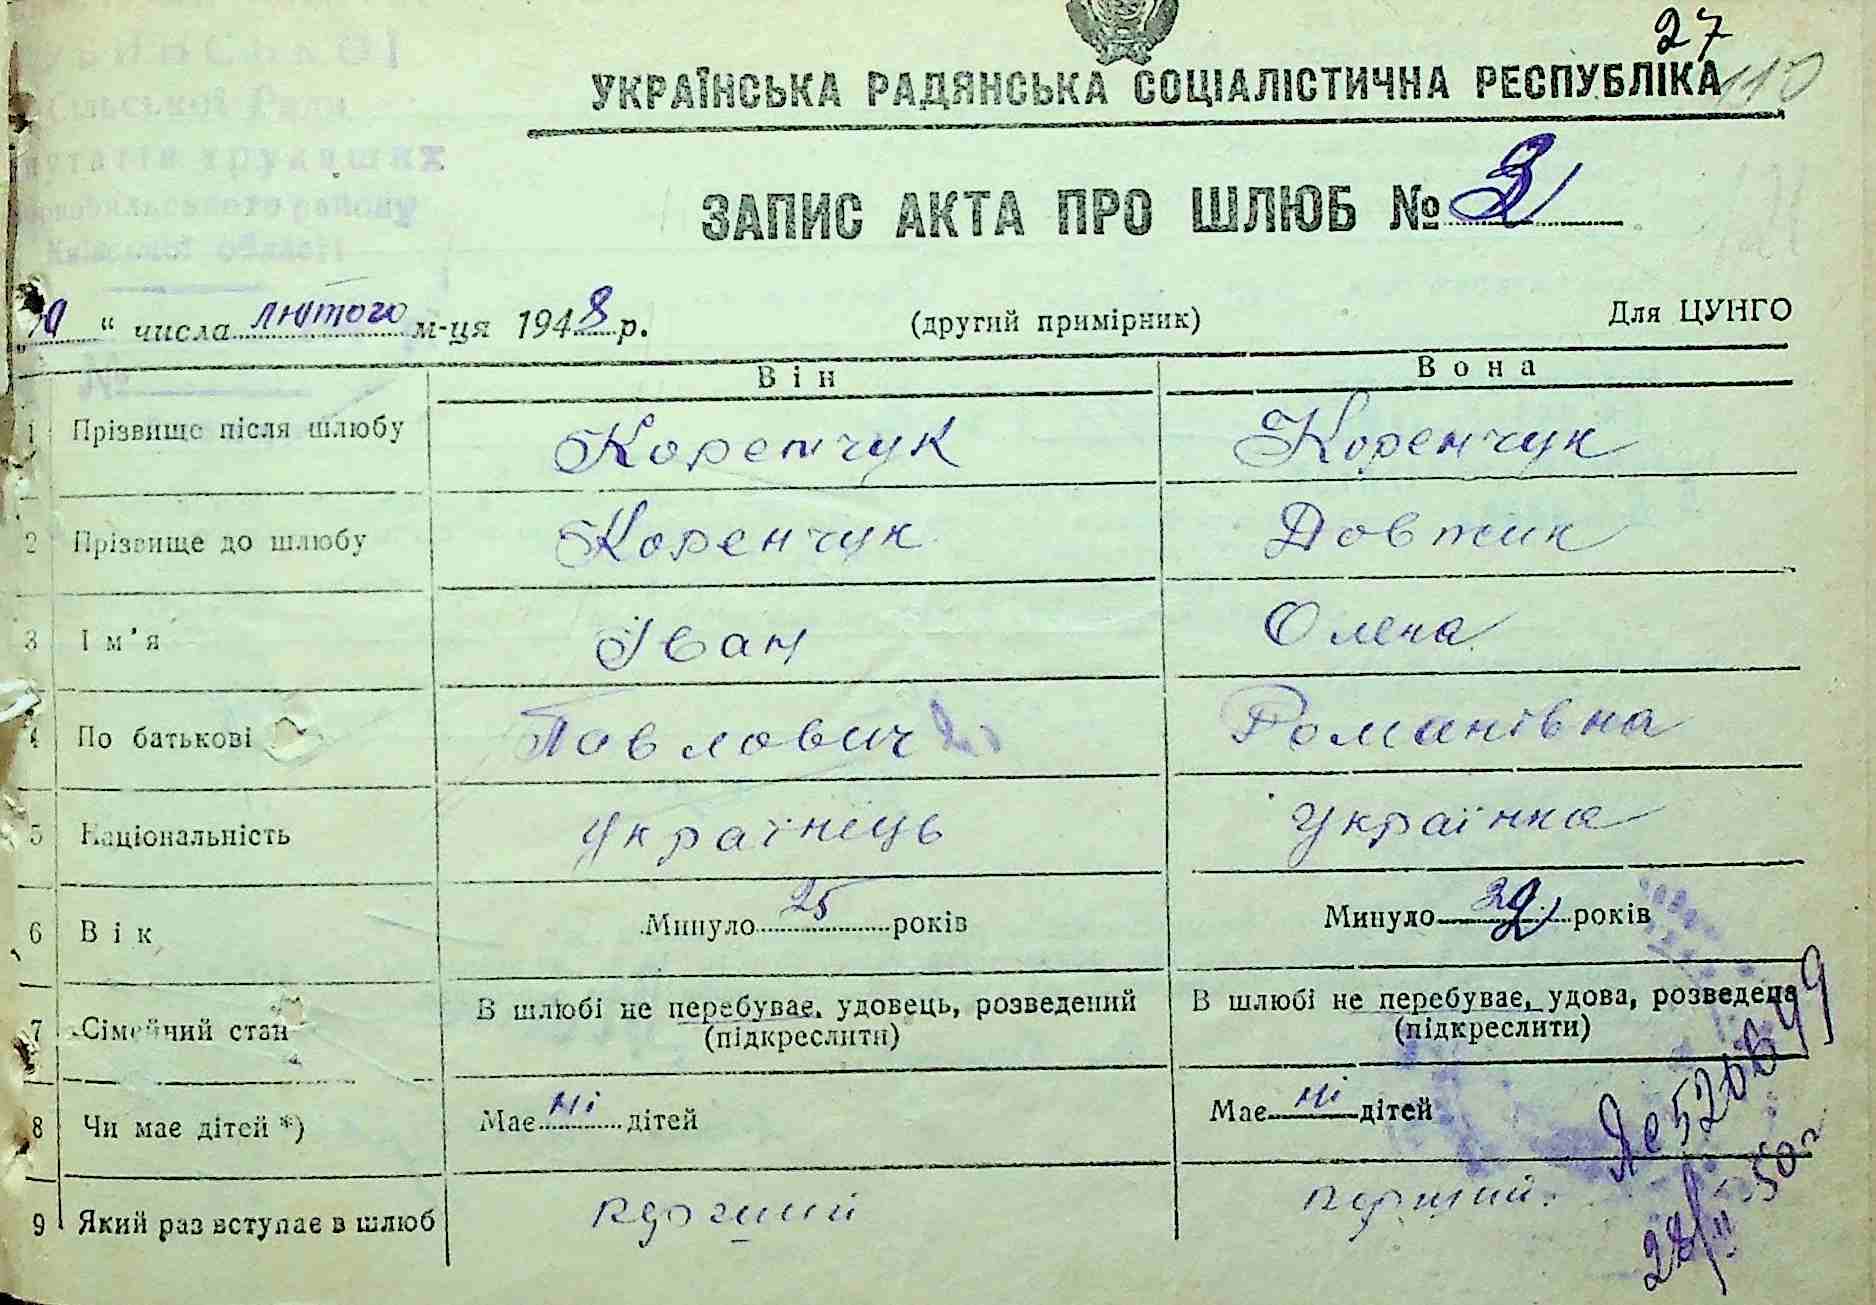 27
УКРАЇНСЬКА РАДЯНСЬКА СОЦІАЛІСТИЧНА РЕСПУБЛІКА
110
ЗАПИС АКТА ПРО ШЛЮБ №
„10“ числа лютого м-ця 1948 р. (другий примірник) Для ЦУНГО
Він Вона
1 Прізвище після шлюбу Коренчук Коренчук
2 Прізвище до шлюбу Коренчук Довжик
3 Ім'я Іван Олена
4 По батькові Павлович Романівна
5 Національність Українець Українка
6 Вік Минуло 25 років Минуло років
7 Сімейний стан В шлюбі не перебуває, удовець, розведений В шлюбі не перебуває, удова, розведена
(підкреслити) (підкреслити)
8 Чи має дітей *) Має ні дітей Має ні дітей
9 Який раз вступає в шлюб перший перший.